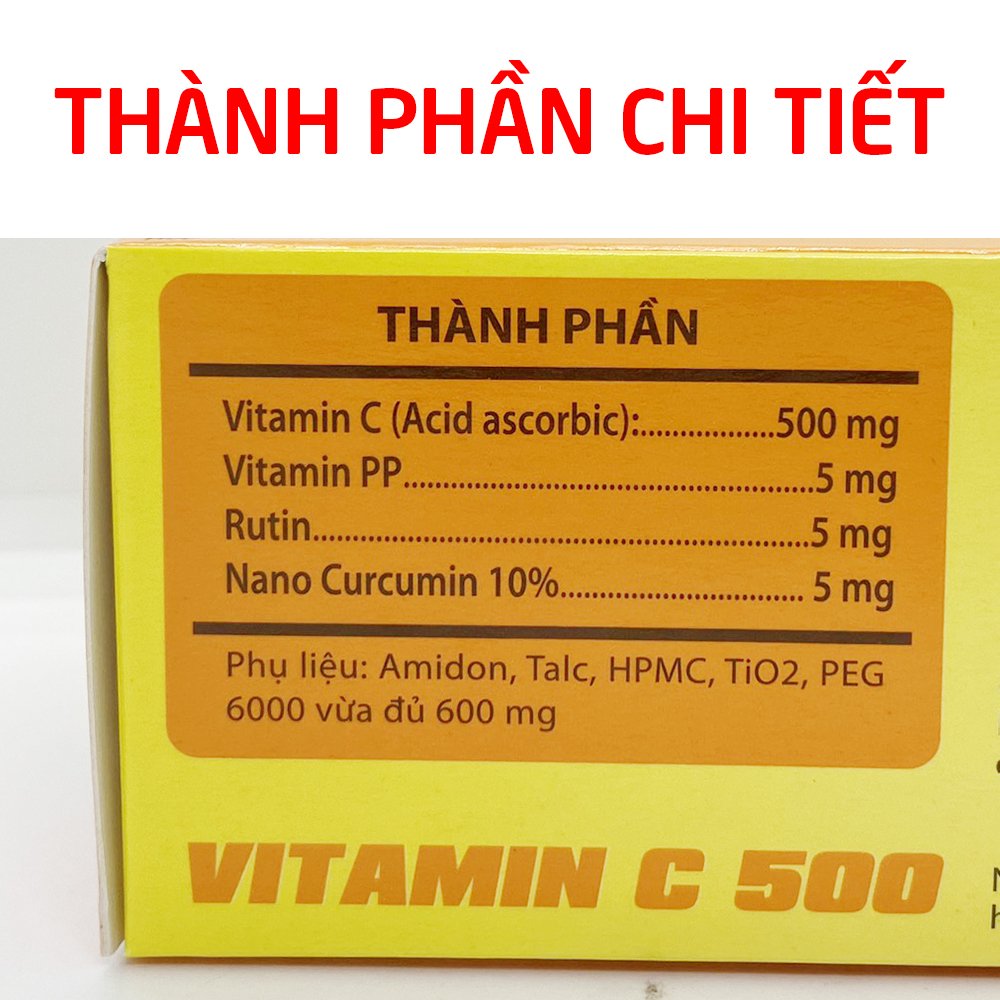 THÀNH PHẦN CHI TIẾT
THÀNH PHẦN
Vitamin C (Acid ascorbic):..................500 mg
Vitamin PP......................................................5 mg
Rutin.................................................................5 mg
Nano Curcumin 10%................................ 5 mg
Phụ liệu: Amidon, Talc, HPMC, TiO2, PEG
6000 vừa đủ 600 mg
VITAMIN C 500